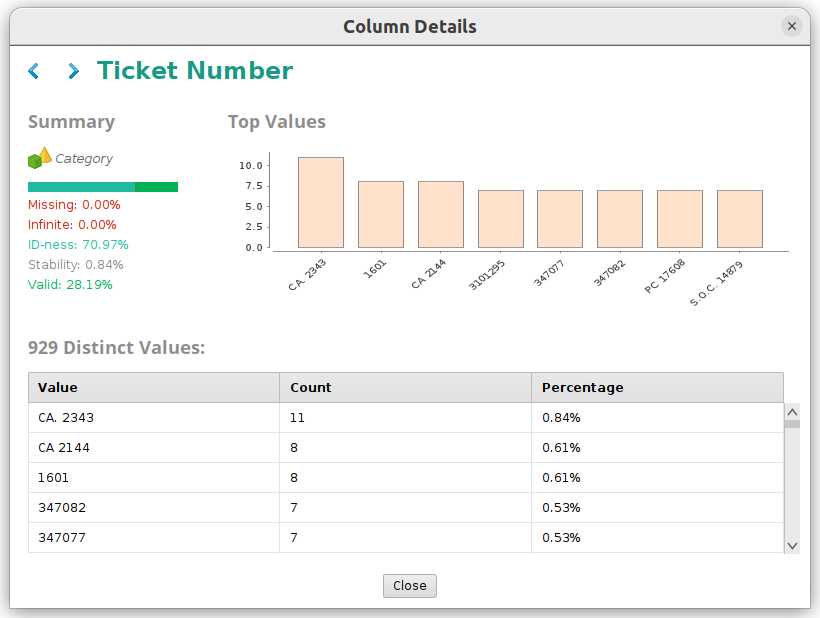 Column Details
Ticket Number
Summary
Top Values
Category
Missing: 0.00%
Infinite: 0.00%
ID-ness: 70.97%
Stability: 0.84%
Valid: 28.19%
10.0
7.5
5.0
2.5
0.0
CA. 2343
1601
CA 2144
3101295
347077
347082
PC 17608
S.O.C. 14879
929 Distinct Values:
Value Count Percentage
CA. 2343 11 0.84%
CA 2144 8 0.61%
1601 8 0.61%
347082 7 0.53%
347077 7 0.53%
Close